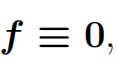 f ≡ 0,